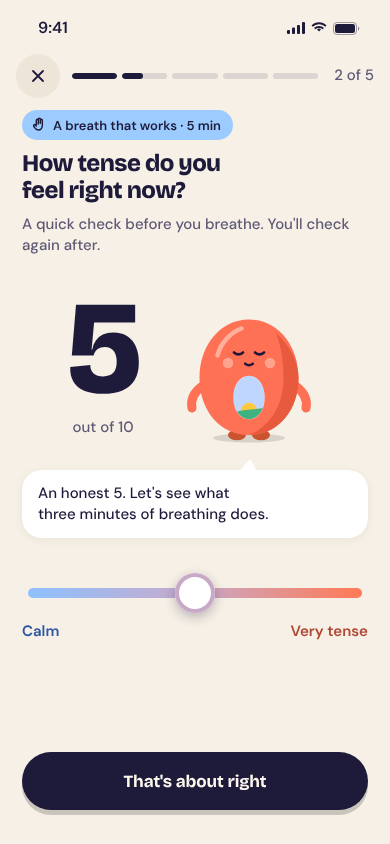 9:41
2 of 5
A breath that works · 5 min
How tense do you
feel right now?
A quick check before you breathe. You'll check
again after.
5
out of 10
An honest 5. Let's see what
three minutes of breathing does.
Calm
Very tense
That's about right